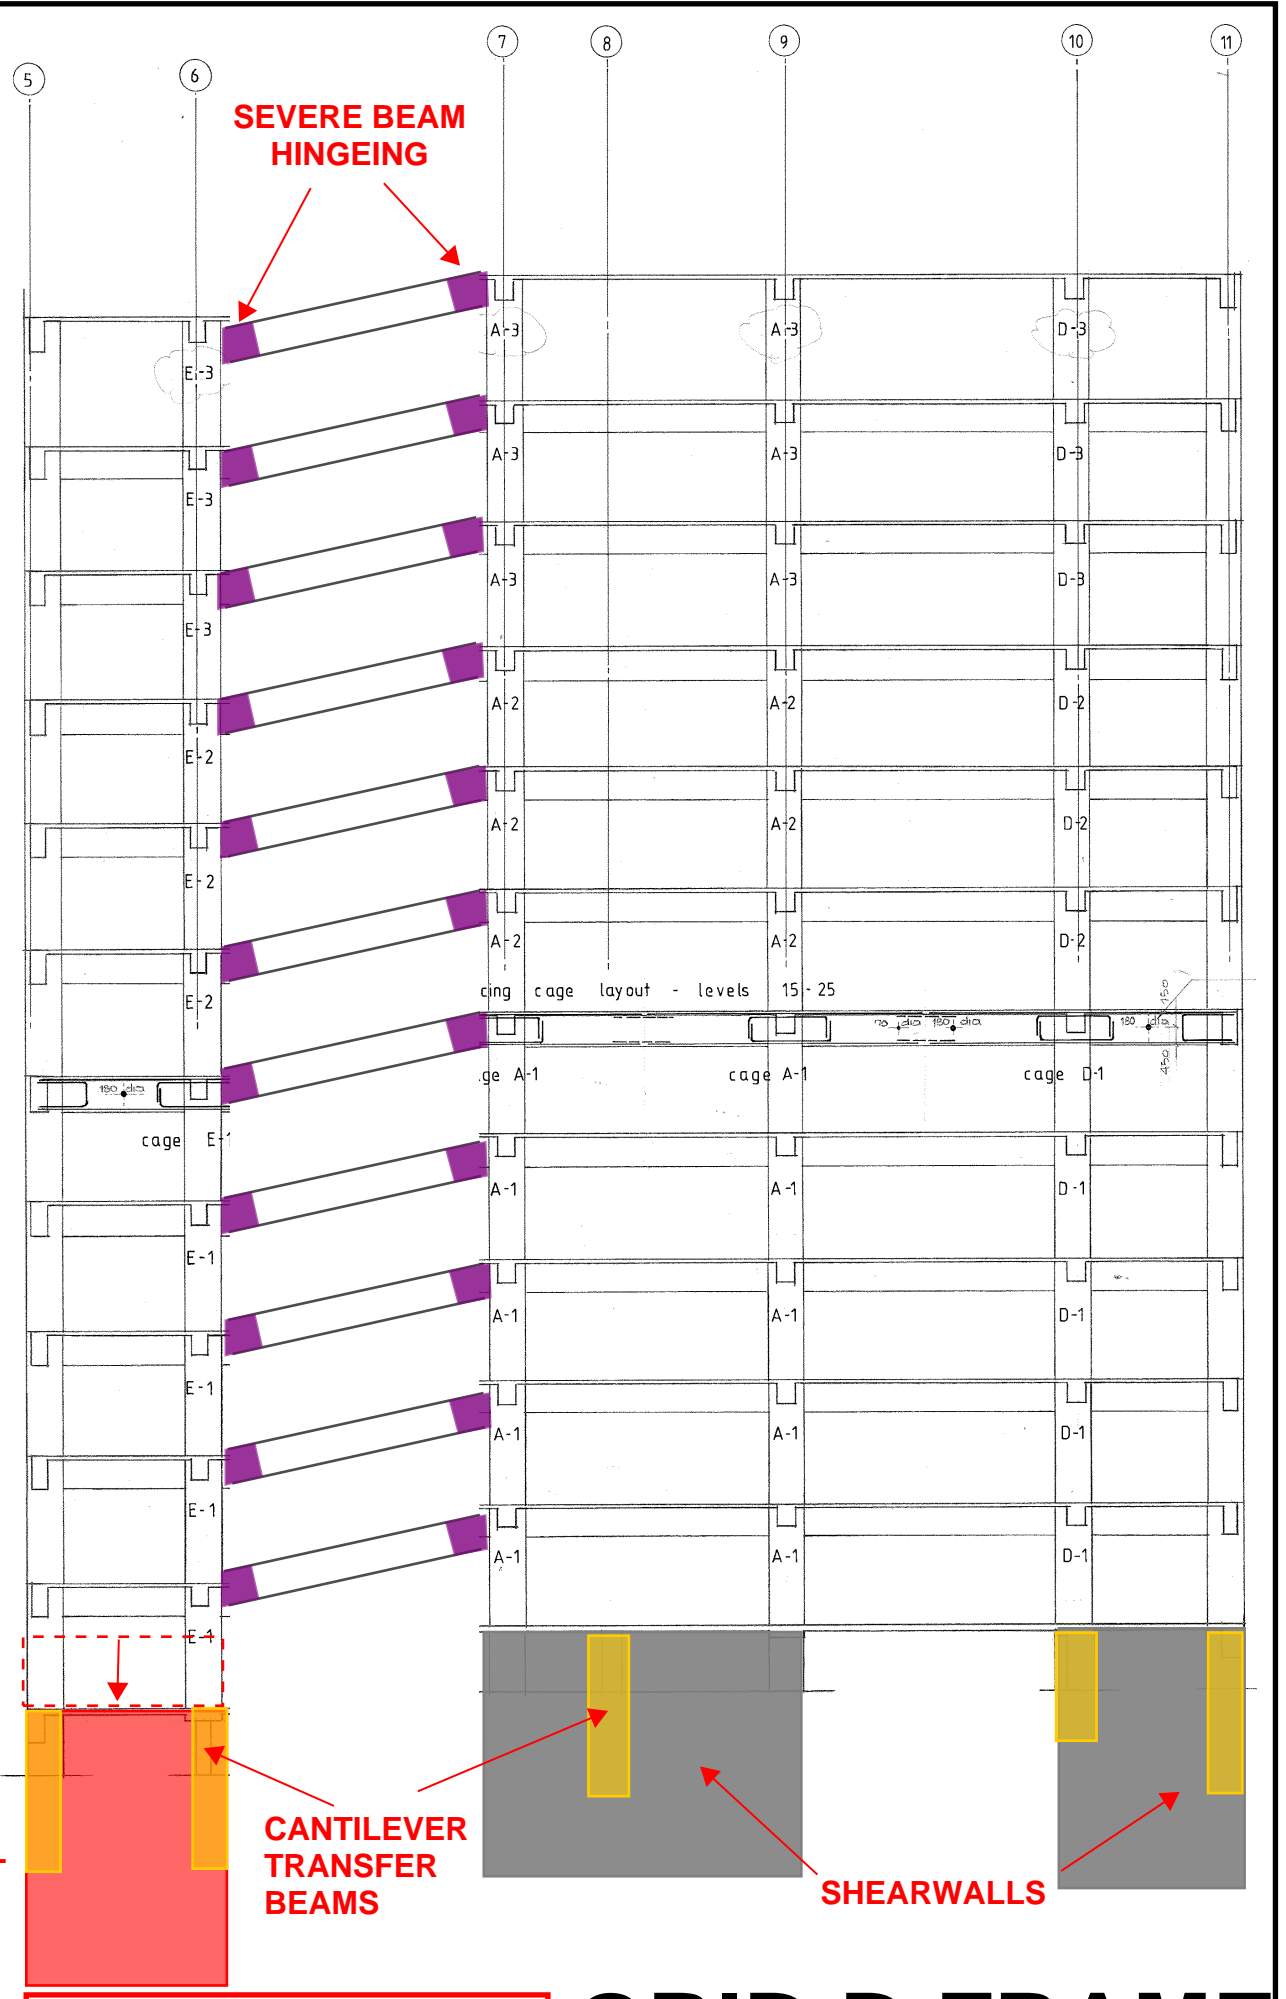 5 6 7 8 9 10 11
SEVERE BEAM
HINGEING
A-3 A-3 D-3
E-3
A-3 A-3 D-3
E-3
A-3 A-3 D-3
E-3
A-2 A-2 D-2
E-2
A-2 A-2 D-2
E-2
A-2 A-2 D-2
cing cage layout - levels 15-25
E-2
450 150
70 dia 180 dia 180 dia
ge A-1 cage A-1 cage D-1
180 dia
cage E-1
A-1 A-1 D-1
E-1
A-1 A-1 D-1
E-1
A-1 A-1 D-1
E-1
A-1 A-1 D-1
E-1
CANTILEVER
TRANSFER
BEAMS
SHEARWALLS